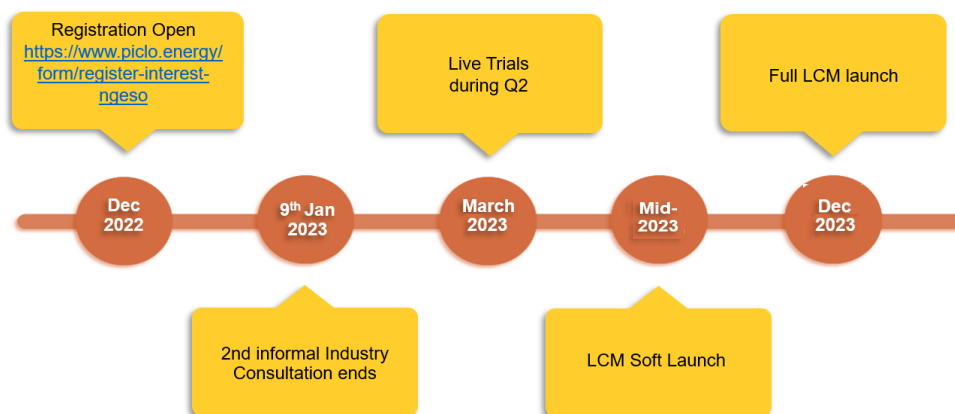 Registration Open
https://www.piclo.energy/
form/register-interest-
ngeso
Live Trials
during Q2
Full LCM launch
Dec
2022
9th Jan
2023
March
2023
Mid-
2023
Dec
2023
2nd informal Industry
Consultation ends
LCM Soft Launch